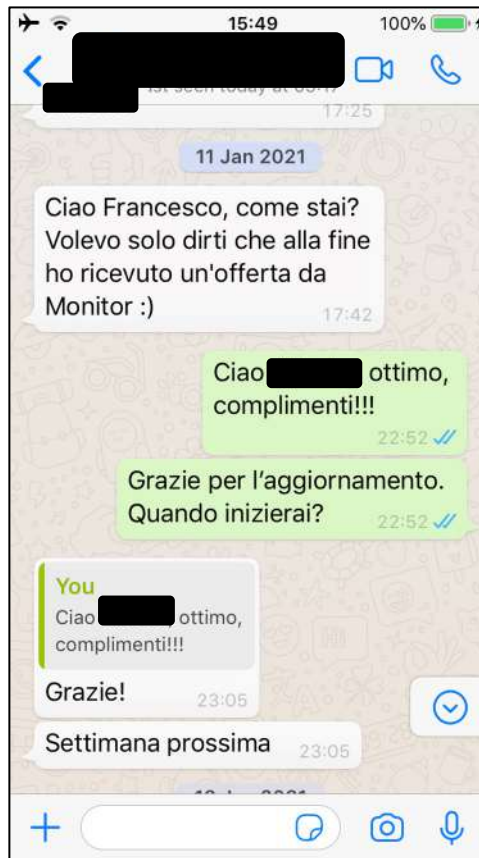 15:49
100%
17:25
11 Jan 2021
Ciao Francesco, come stai?
Volevo solo dirti che alla fine
ho ricevuto un'offerta da
Monitor :)
17:42
Ciao ottimo,
complimenti!!!
22:52
Grazie per l'aggiornamento.
Quando inizierai?
22:52
You
Ciao ottimo,
complimenti!!!
Grazie!
23:05
Settimana prossima
23:05